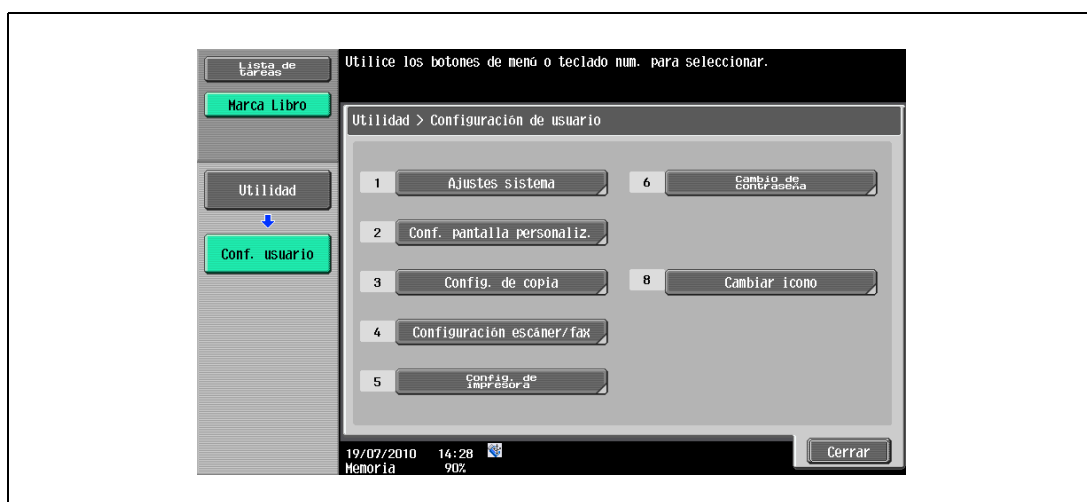 Lista de
tareas
Utilice los botones de menú o teclado num. para seleccionar.
Marca Libro
Utilidad > Configuración de usuario
1 Ajustes sistema
6 Cambio de
contraseña
Utilidad
2 Conf. pantalla personaliz.
Conf. usuario
3 Config. de copia
8 Cambiar icono
4 Configuración escáner/fax
5 Config. de
impresora
19/07/2010 14:28
Memoria 90%
Cerrar